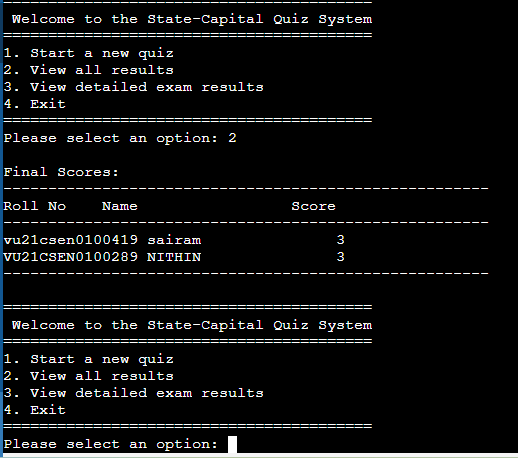 =========================================
 Welcome to the State-Capital Quiz System
=========================================
1. Start a new quiz
2. View all results
3. View detailed exam results
4. Exit
=========================================
Please select an option: 2
Final Scores:
------------------------------------------------------
Roll No    Name                 Score
------------------------------------------------------
vu21csen0100419 sairam               3
VU21CSEN0100289 NITHIN               3
------------------------------------------------------
=========================================
 Welcome to the State-Capital Quiz System
=========================================
1. Start a new quiz
2. View all results
3. View detailed exam results
4. Exit
=========================================
Please select an option: